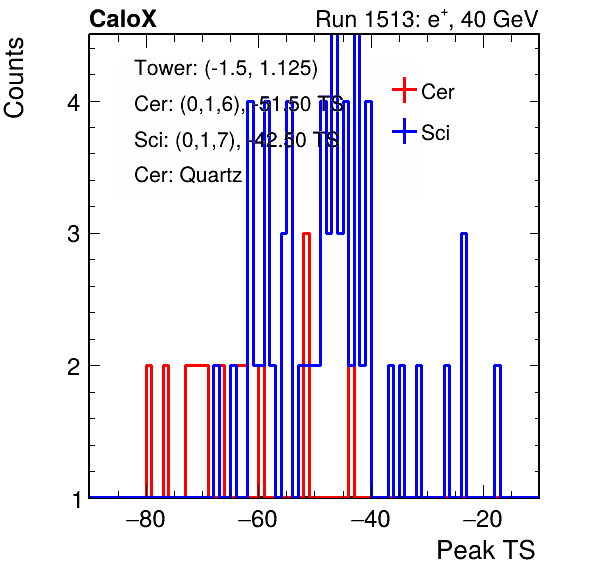 CaloX
Run 1513: e+, 40 GeV
Counts
Tower: (-1.5, 1.125)
Cer: (0,1,6), -51.50 TS
Sci: (0,1,7), -42.50 TS
Cer: Quartz
Cer
Sci
4
3
2
1
−80 −60 −40 −20
Peak TS